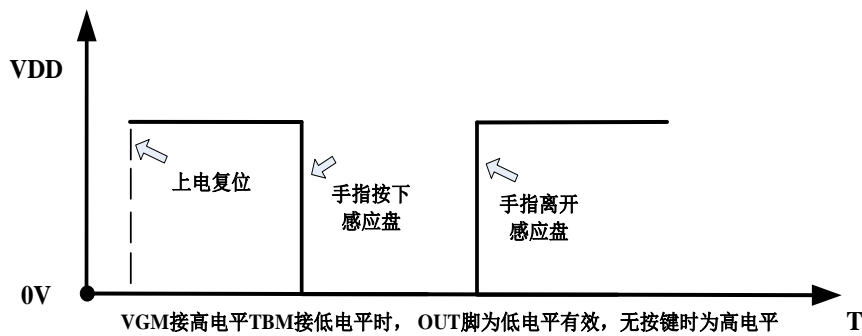 VDD
上电复位
手指按下
感应盘
手指离开
感应盘
0V
T
VGM接高电平TBM接低电平时， OUT脚为低电平有效，无按键时为高电平